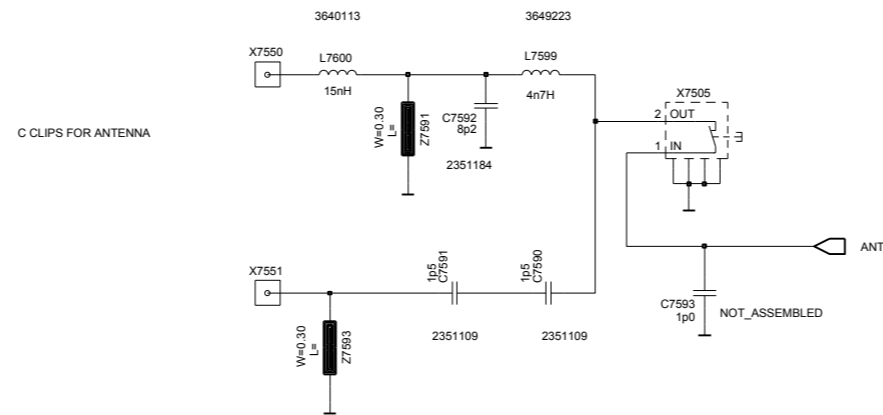 3640113
3649223
X7550
L7600
L7599
15nH
4n7H
X7505
C CLIPS FOR ANTENNA
W=0.30
L=
Z7591
C7592
8p2
2351184
2 OUT
1 IN
ANT
X7551
1p5
C7591
1p5
C7590
2351109
2351109
C7593
1p0
NOT_ASSEMBLED
W=0.30
L=
Z7593